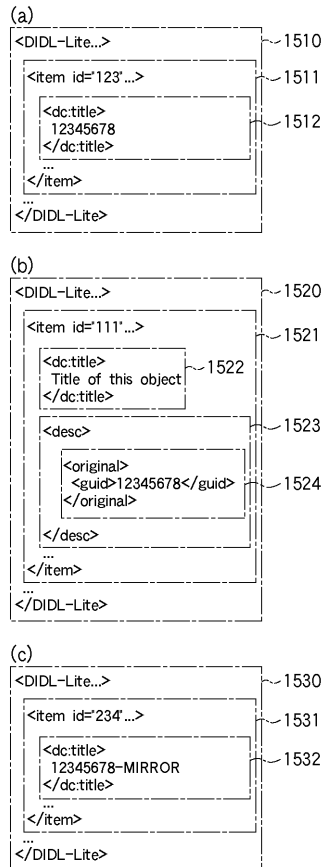 (a)
<DIDL-Lite...> 1510
<item id="123"...> 1511
<dc:title> 1512
12345678
</dc:title>
...
</item>
...
</DIDL-Lite>
(b)
<DIDL-Lite...> 1520
<item id="111"...> 1521
<dc:title>
Title of this object 1522
</dc:title>
<desc> 1523
<original>
<guid>12345678</guid> 1524
</original>
</desc>
...
</item>
...
</DIDL-Lite>
(c)
<DIDL-Lite...> 1530
<item id="234"...> 1531
<dc:title> 1532
12345678-MIRROR
</dc:title>
...
</item>
...
</DIDL-Lite>